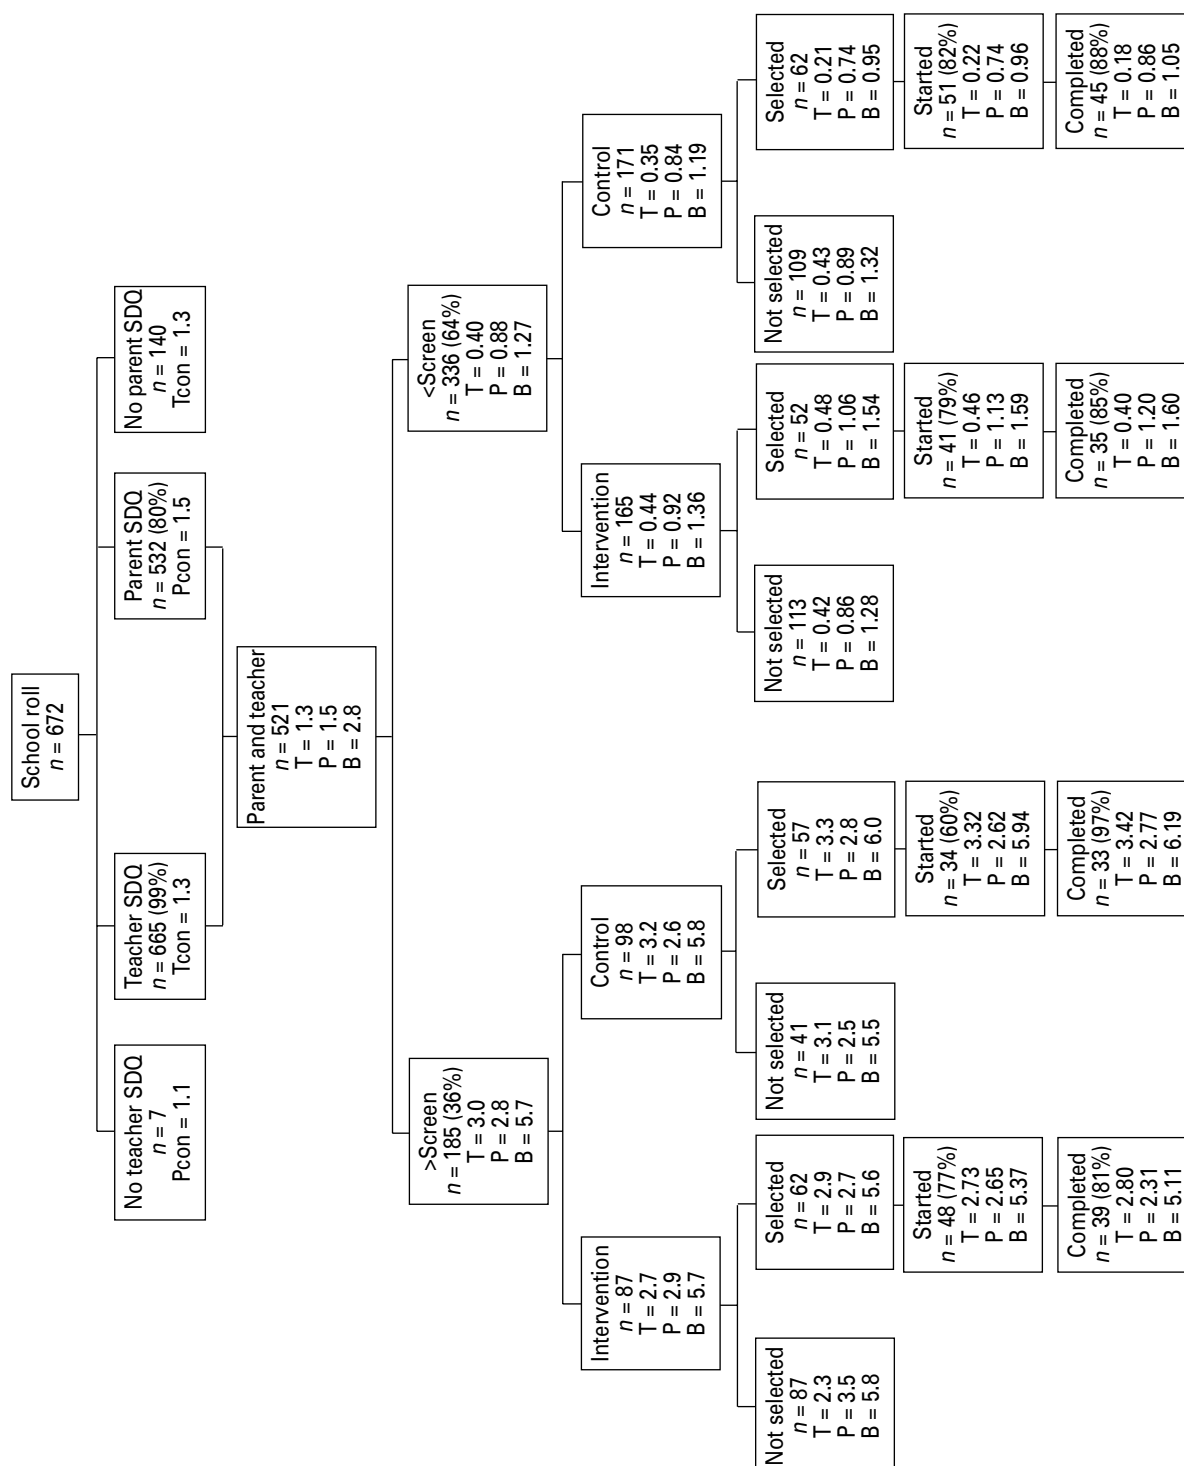 School roll
n = 672
No teacher SDQ
n = 7
Pcon = 1.1
Teacher SDQ
n = 665 (99%)
Tcon = 1.3
Parent SDQ
n = 532 (80%)
Pcon = 1.5
No parent SDQ
n = 140
Tcon = 1.3
Parent and teacher
n = 521
T = 1.3
P = 1.5
B = 2.8
>Screen
n = 185 (36%)
T = 3.0
P = 2.8
B = 5.7
<Screen
n = 336 (64%)
T = 0.40
P = 0.88
B = 1.27
Intervention
n = 87
T = 2.7
P = 2.9
B = 5.7
Control
n = 98
T = 3.2
P = 2.6
B = 5.8
Intervention
n = 165
T = 0.44
P = 0.92
B = 1.36
Control
n = 171
T = 0.35
P = 0.84
B = 1.19
Not selected
n = 87
T = 2.3
P = 3.5
B = 5.8
Selected
n = 62
T = 2.9
P = 2.7
B = 5.6
Not selected
n = 41
T = 3.1
P = 2.5
B = 5.5
Selected
n = 57
T = 3.3
P = 2.8
B = 6.0
Not selected
n = 113
T = 0.42
P = 0.86
B = 1.28
Selected
n = 52
T = 0.48
P = 1.06
B = 1.54
Not selected
n = 109
T = 0.43
P = 0.89
B = 1.32
Selected
n = 62
T = 0.21
P = 0.74
B = 0.95
Started
n = 48 (77%)
T = 2.73
P = 2.65
B = 5.37
Started
n = 34 (60%)
T = 3.32
P = 2.62
B = 5.94
Started
n = 41 (79%)
T = 0.46
P = 1.13
B = 1.59
Started
n = 51 (82%)
T = 0.22
P = 0.74
B = 0.96
Completed
n = 39 (81%)
T = 2.80
P = 2.31
B = 5.11
Completed
n = 33 (97%)
T = 3.42
P = 2.77
B = 6.19
Completed
n = 35 (85%)
T = 0.40
P = 1.20
B = 1.60
Completed
n = 45 (88%)
T = 0.18
P = 0.86
B = 1.05